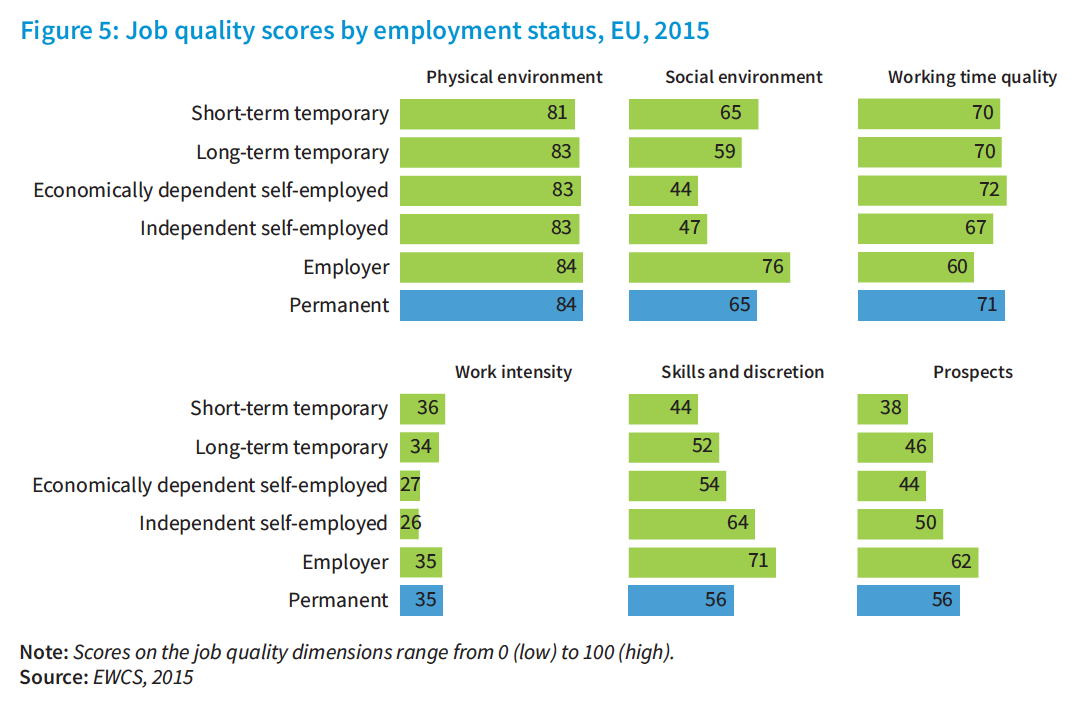 Figure 5: Job quality scores by employment status, EU, 2015
Physical environment Social environment Working time quality
Short-term temporary 81 65 70
Long-term temporary 83 59 70
Economically dependent self-employed 83 44 72
Independent self-employed 83 47 67
Employer 84 76 60
Permanent 84 65 71
Work intensity Skills and discretion Prospects
Short-term temporary 36 44 38
Long-term temporary 34 52 46
Economically dependent self-employed 27 54 44
Independent self-employed 26 64 50
Employer 35 71 62
Permanent 35 56 56
Note: Scores on the job quality dimensions range from 0 (low) to 100 (high).
Source: EWCS, 2015